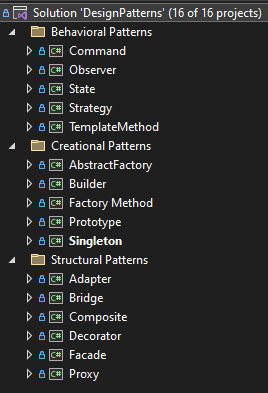 Solution 'DesignPatterns' (16 of 16 projects)
Behavioral Patterns
C# Command
C# Observer
C# State
C# Strategy
C# TemplateMethod
Creational Patterns
C# AbstractFactory
C# Builder
C# Factory Method
C# Prototype
C# Singleton
Structural Patterns
C# Adapter
C# Bridge
C# Composite
C# Decorator
C# Facade
C# Proxy